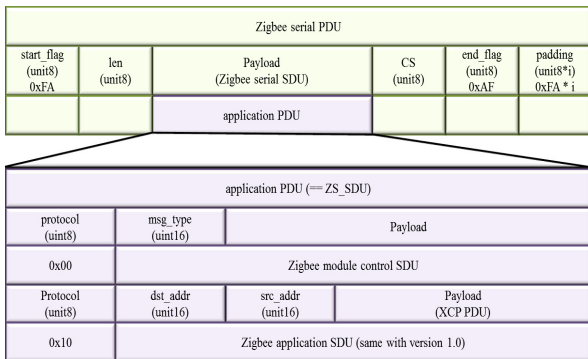 Zigbee serial PDU
start_flag
(unit8)
0xFA
len
(unit8)
Payload
(Zigbee serial SDU)
CS
(unit8)
end_flag
(unit8)
0xAF
padding
(unit8*i)
0xFA * i
application PDU
application PDU (== ZS_SDU)
protocol
(uint8)
msg_type
(uint16)
Payload
0x00
Zigbee module control SDU
Protocol
(uint8)
dst_addr
(uint16)
src_addr
(uint16)
Payload
(XCP PDU)
0x10
Zigbee application SDU (same with version 1.0)